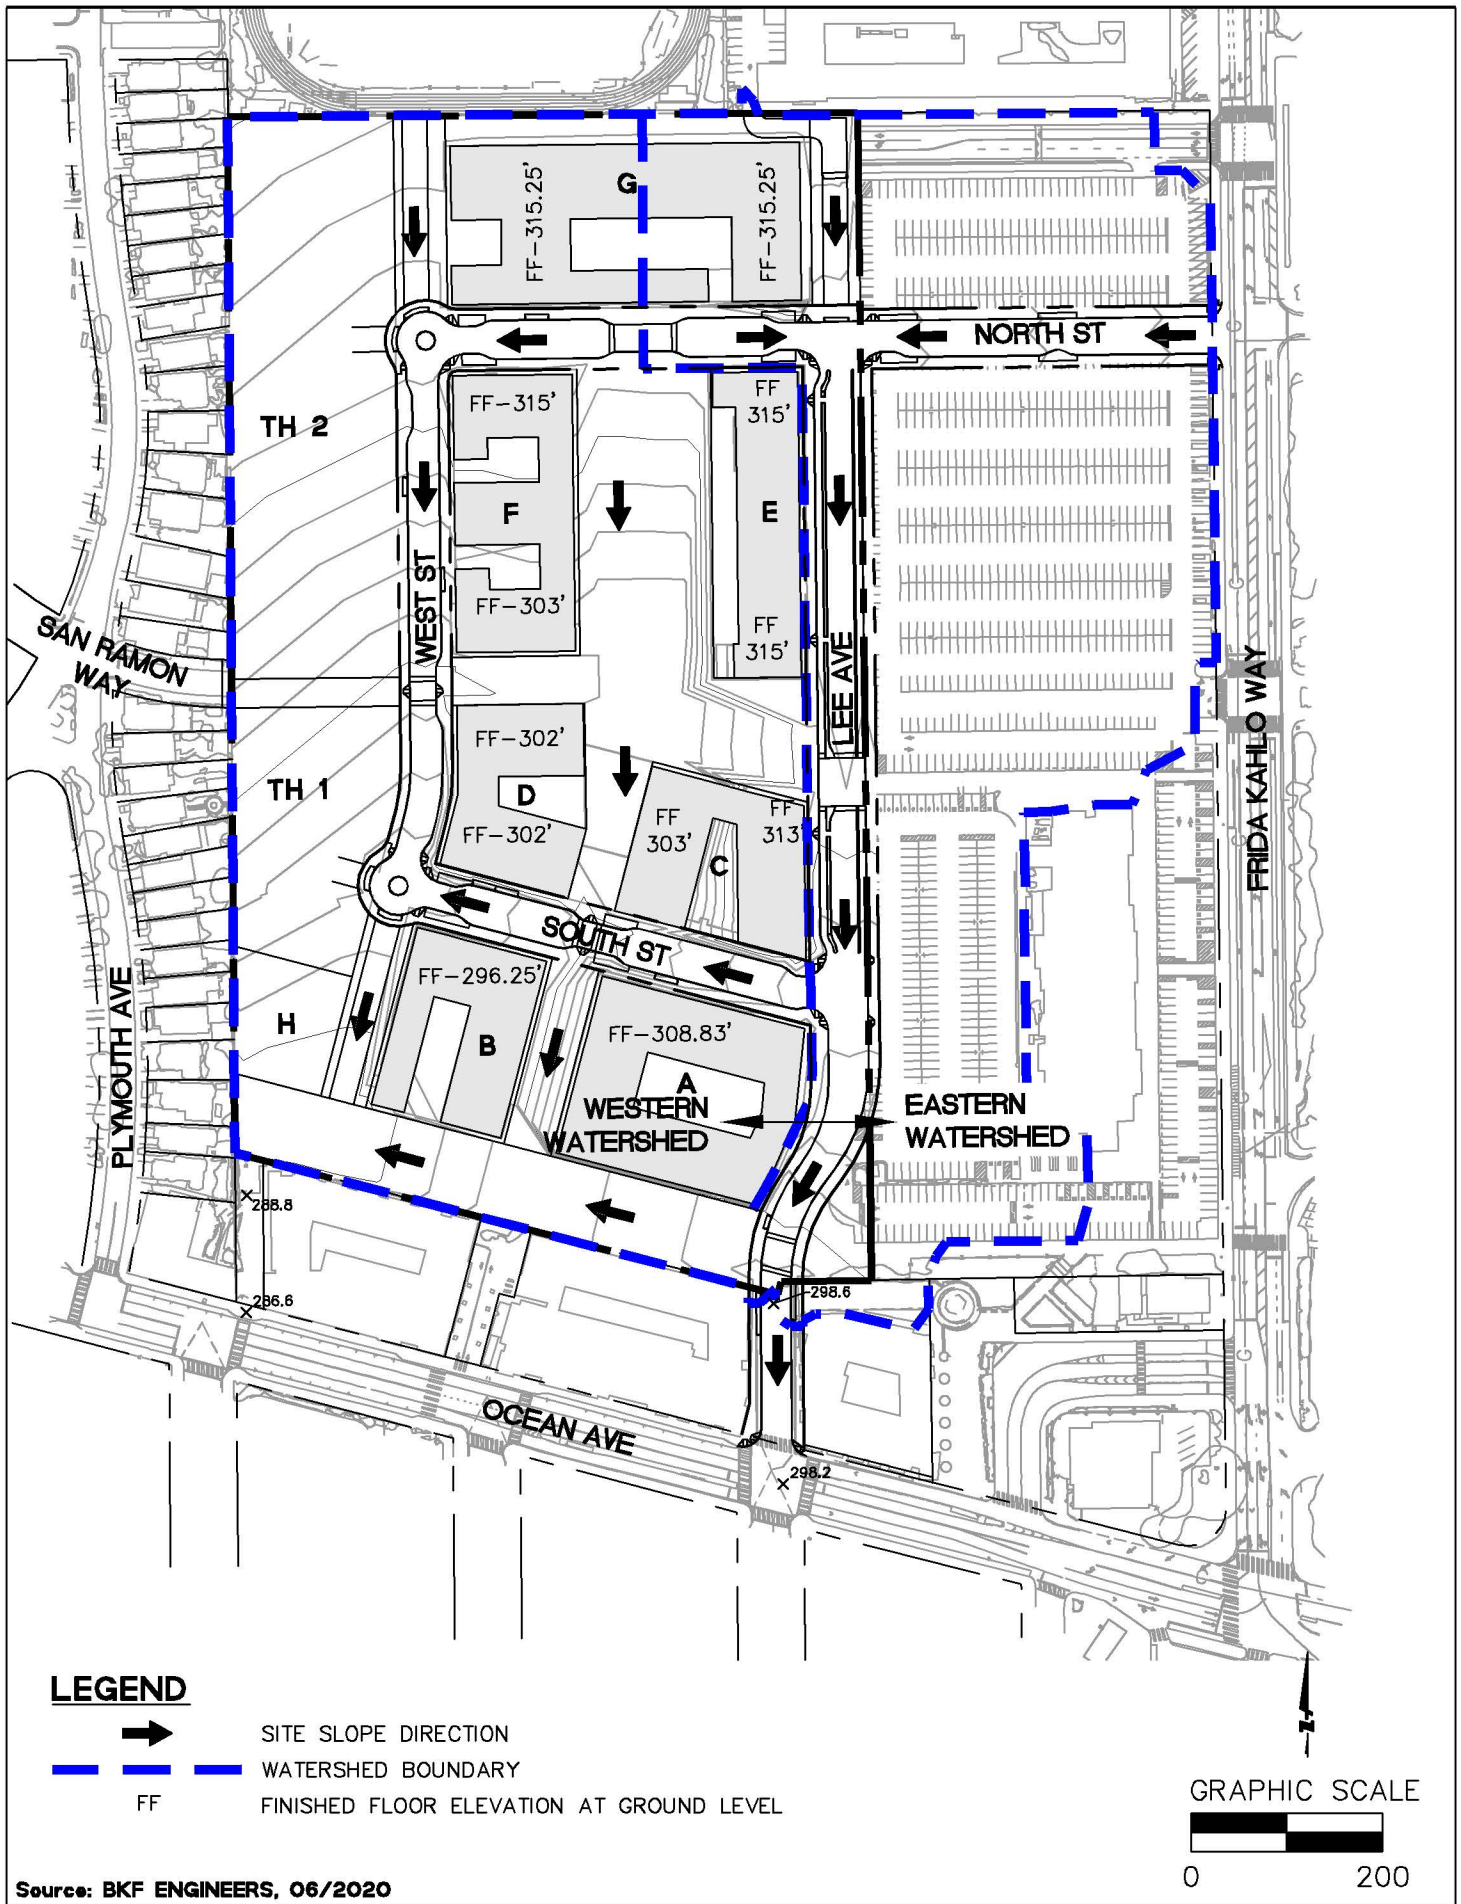 G
FF-315.25'
FF-315.25'
NORTH ST
FF-315'
FF
315'
TH 2
F
E
WEST ST
FF-303'
FF
315'
SAN RAMON
WAY
LEE AVE
FRIDA KAHLO WAY
FF-302'
TH 1
D
FF-302'
FF
303'
FF
313'
C
SOUTH ST
PLYMOUTH AVE
FF-296.25'
H
B
FF-308.83'
A
WESTERN
WATERSHED
EASTERN
WATERSHED
288.8
286.6
298.6
OCEAN AVE
298.2
LEGEND
SITE SLOPE DIRECTION
WATERSHED BOUNDARY
FF FINISHED FLOOR ELEVATION AT GROUND LEVEL
Z
GRAPHIC SCALE
0 200
Source: BKF ENGINEERS, 06/2020